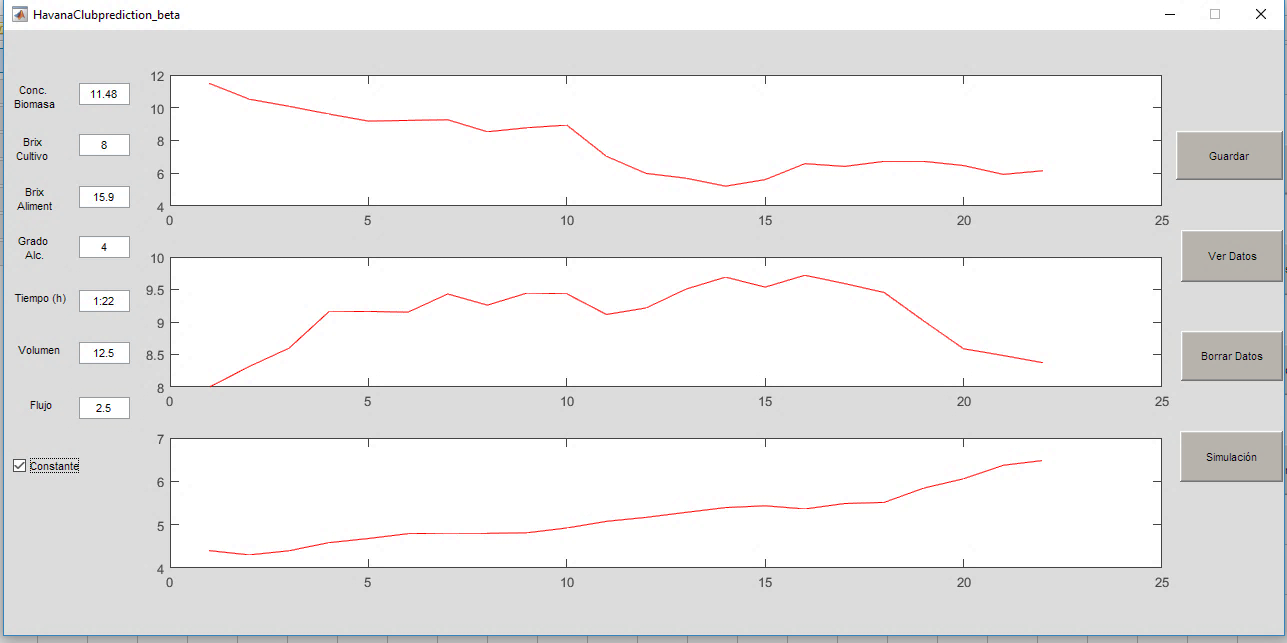 HavanaClubprediction_beta
Conc.
Biomasa
11.48
Brix
Cultivo
8
Brix
Aliment
15.9
Grado
Alc.
4
Tiempo (h)
1:22
Volumen
12.5
Flujo
2.5
Constante
12
10
8
6
4
0
5
10
15
20
25
10
9.5
9
8.5
8
0
5
10
15
20
25
7
6
5
4
0
5
10
15
20
25
Guardar
Ver Datos
Borrar Datos
Simulación